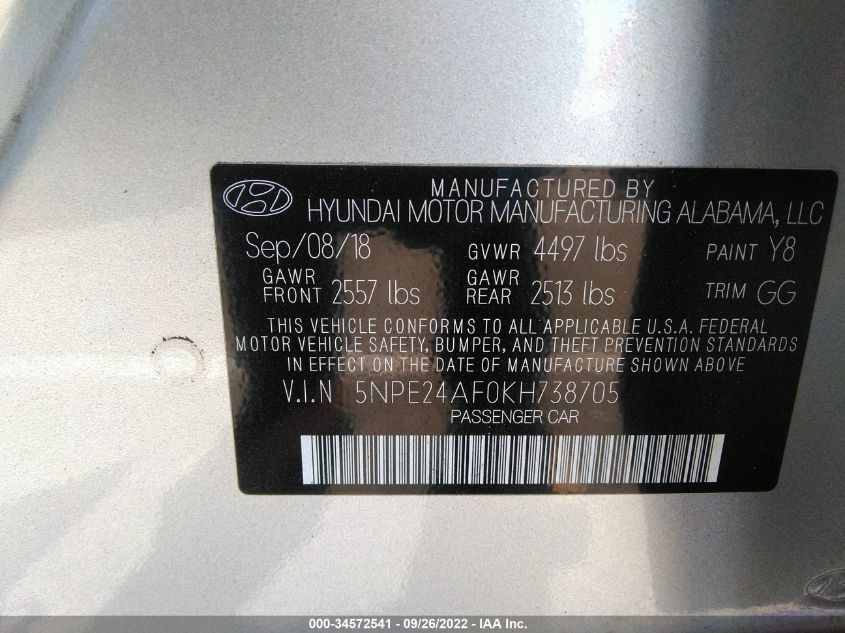 MANUFACTURED BY
HYUNDAI MOTOR MANUFACTURING ALABAMA, LLC
Sep/08/18 GVWR 4497 lbs PAINT Y8
GAWR FRONT 2557 lbs GAWR REAR 2513 lbs TRIM GG
THIS VEHICLE CONFORMS TO ALL APPLICABLE U.S.A. FEDERAL
MOTOR VEHICLE SAFETY, BUMPER, AND THEFT PREVENTION STANDARDS
IN EFFECT ON THE DATE OF MANUFACTURE SHOWN ABOVE.
V.I.N 5NPE24AF0KH738705
PASSENGER CAR
000-34572541 - 09/26/2022 - IAA Inc.